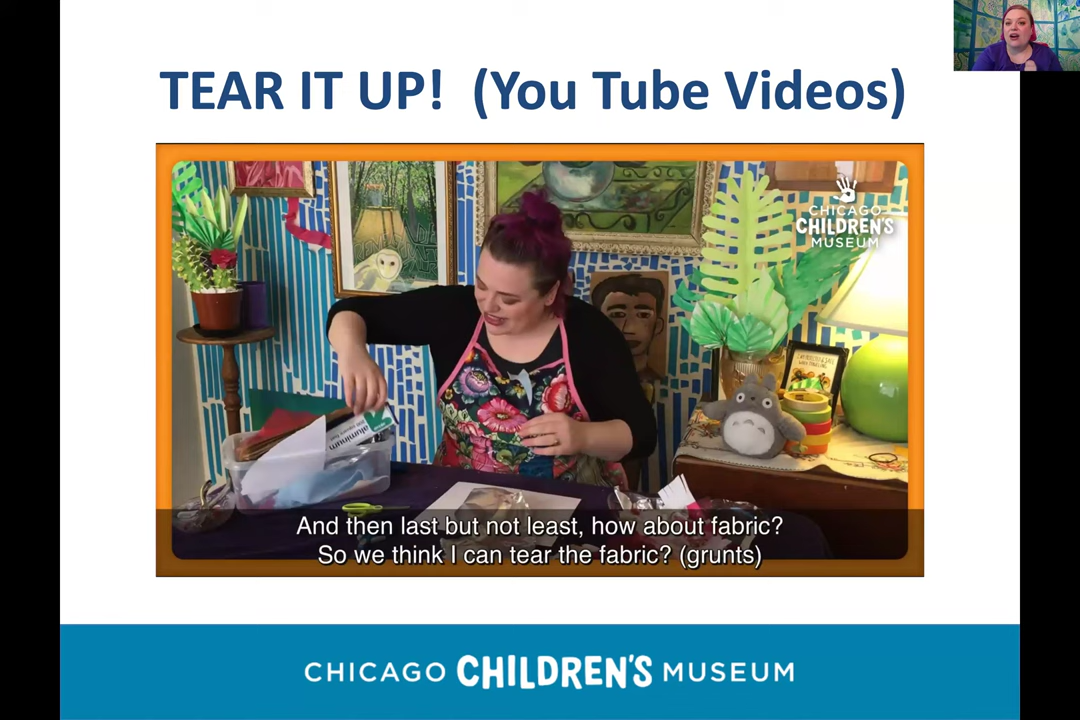 TEAR IT UP! (You Tube Videos)
CHICAGO
CHILDREN'S
MUSEUM
aluminum
And then last but not least, how about fabric?
So we think I can tear the fabric? (grunts)
CHICAGO CHILDREN'S MUSEUM